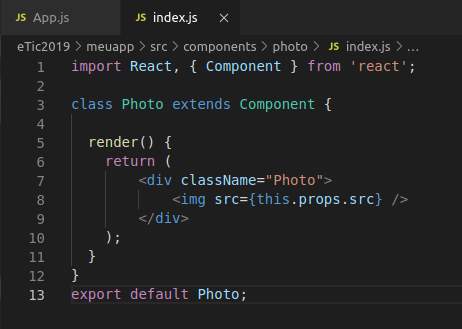 JS App.js JS index.js ×
eTic2019 > meuapp > src > components > photo > JS index.js > ...
1 import React, { Component } from 'react';
2
3 class Photo extends Component {
4
5 render() {
6 return (
7 <div className="Photo">
8 <img src={this.props.src} />
9 </div>
10 );
11 }
12 }
13 export default Photo;